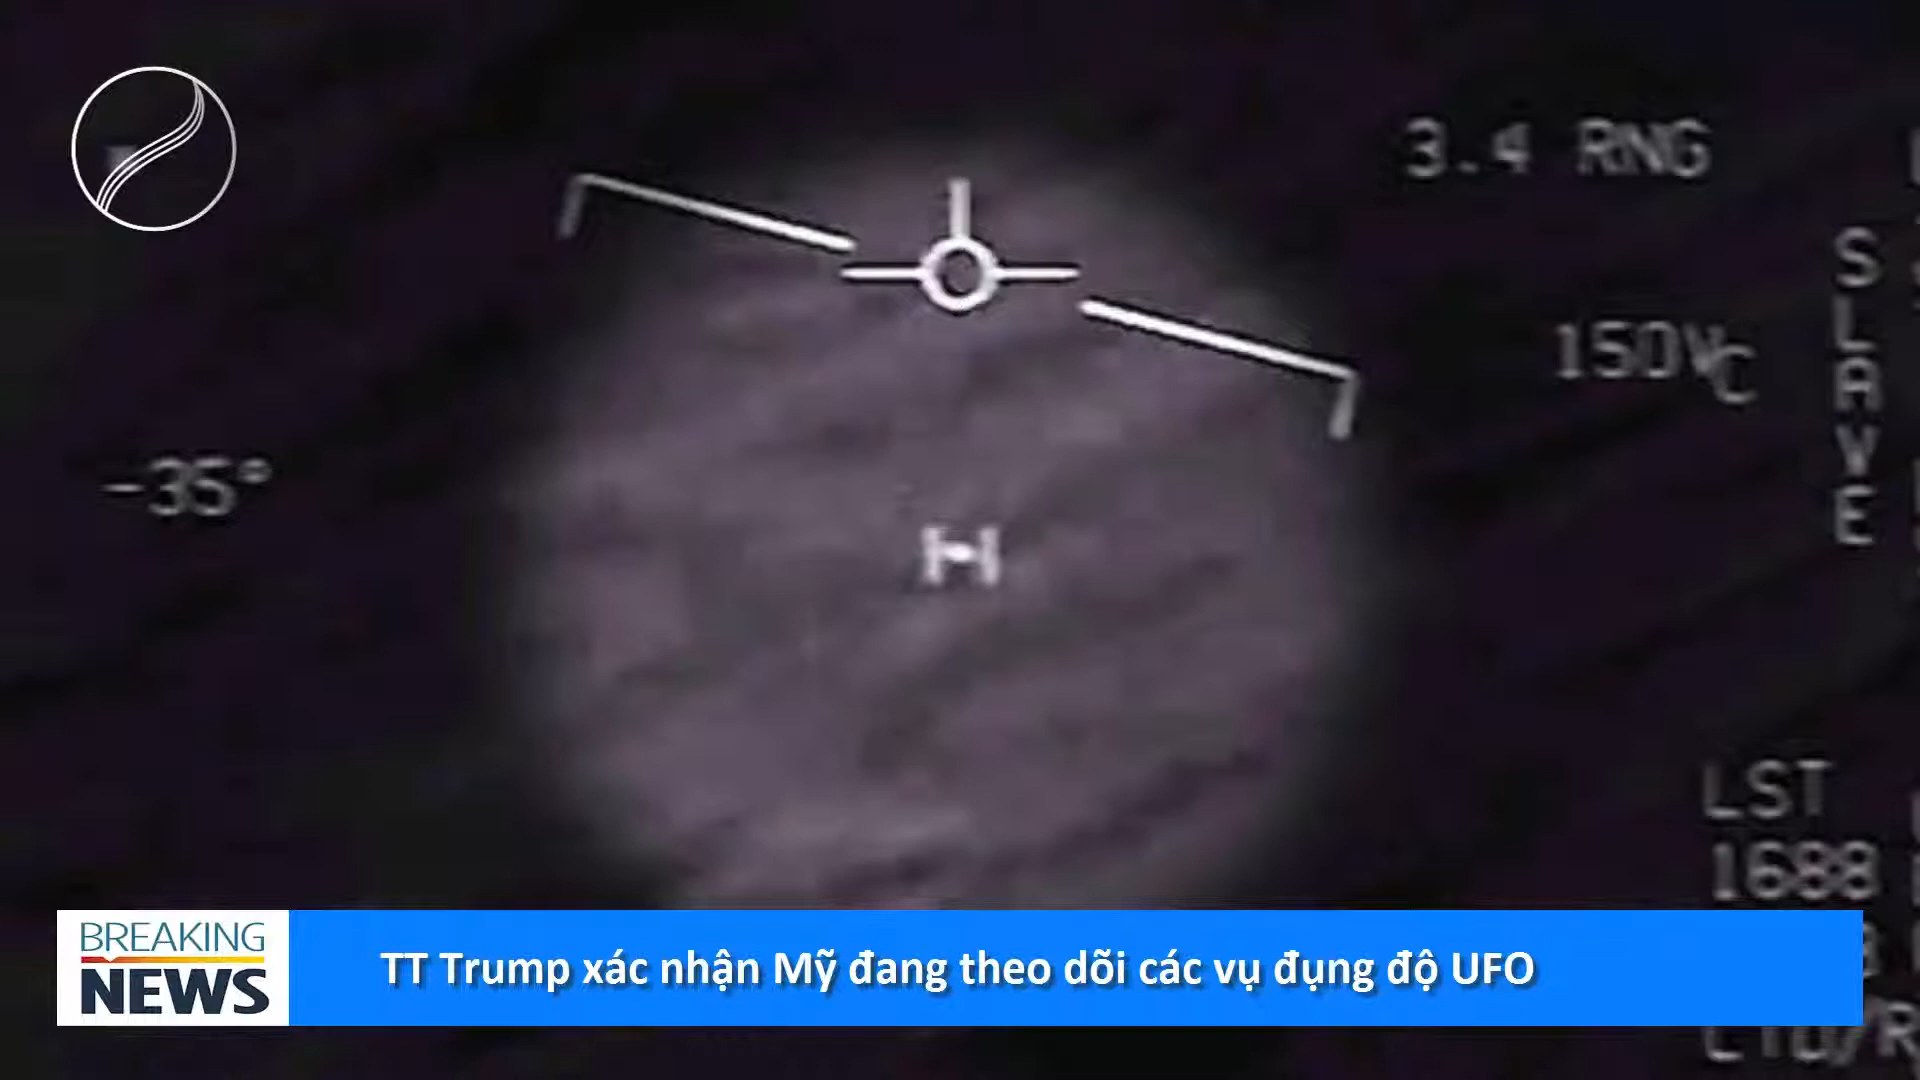 3.4 RNG
150VC
SLAVE
-35°
LST
1688
BREAKING
NEWS
TT Trump xác nhận Mỹ đang theo dõi các vụ đụng độ UFO